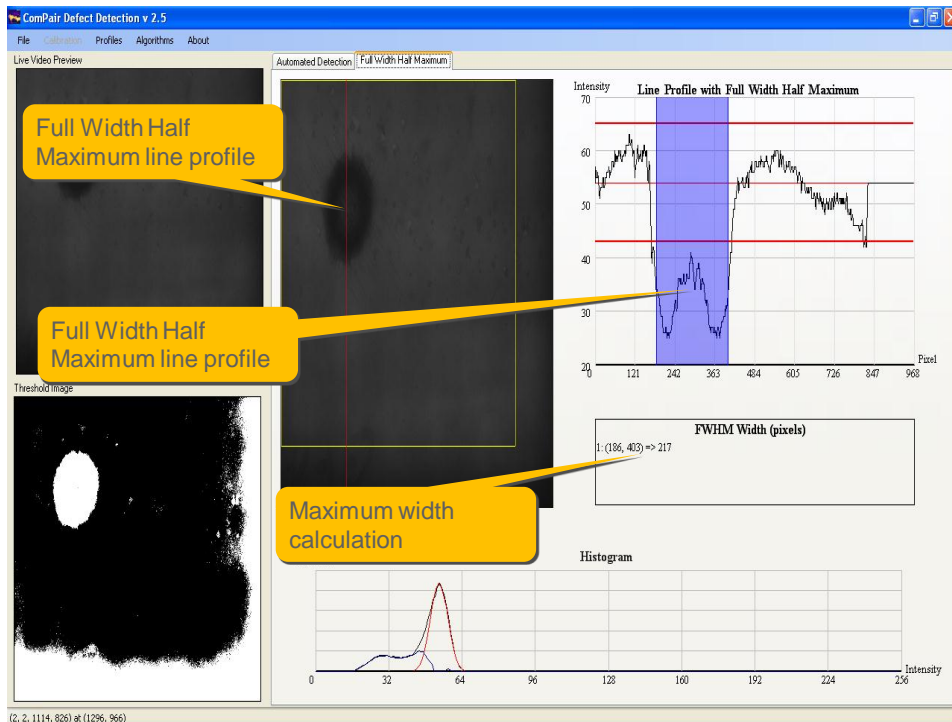 ComPair Defect Detection v 2.5
File Calibration Profiles Algorithms About
Live Video Preview
Automated Detection Full Width Half Maximum
Full Width Half
Maximum line profile
Intensity Line Profile with Full Width Half Maximum
70
60
50
40
30
20
0 121 242 363 484 605 726 847 968
Pixel
Full Width Half
Maximum line profile
Threshold Image
FWHM Width (pixels)
1: (186, 403) => 217
Maximum width
calculation
Histogram
0 32 64 96 128 160 192 224 256
Intensity
(2, 2, 1114, 826) at (1296, 966)